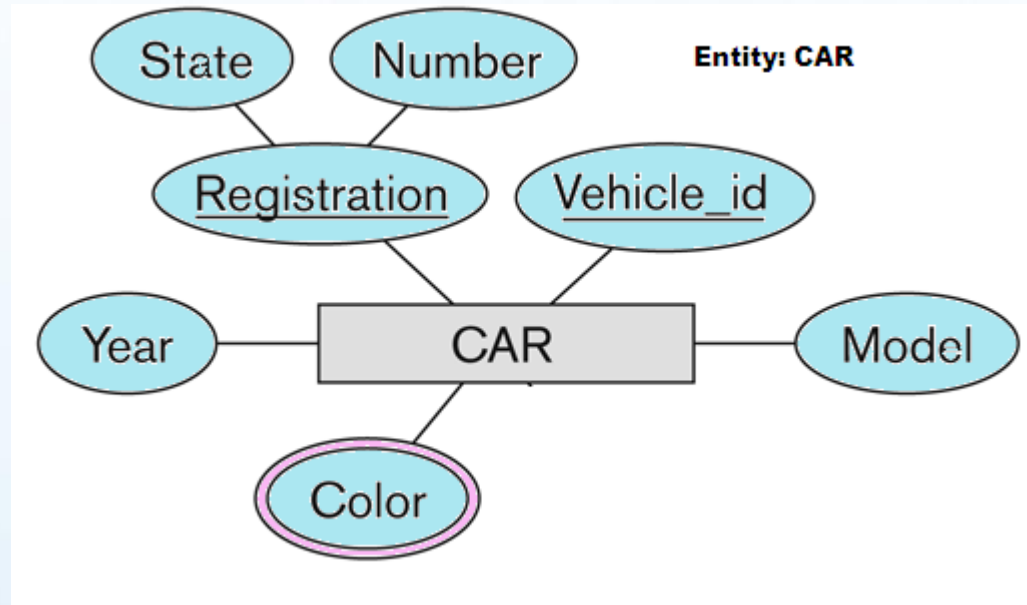 State
Number
Entity: CAR
Registration
Vehicle_id
Year
CAR
Model
Color